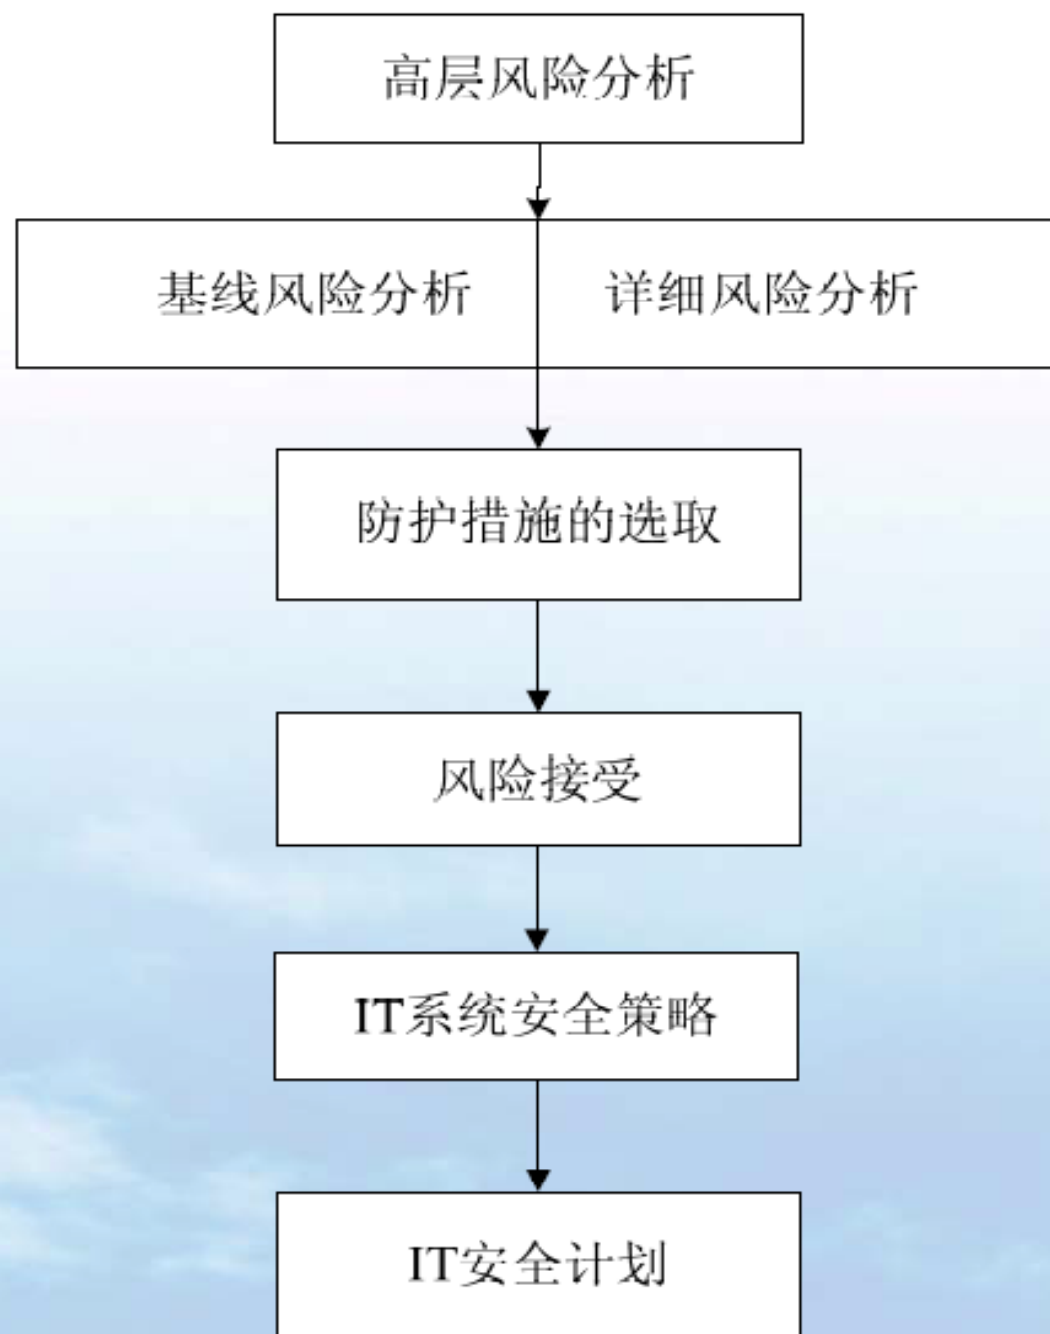 高层风险分析
基线风险分析
详细风险分析
防护措施的选取
风险接受
IT系统安全策略
IT安全计划